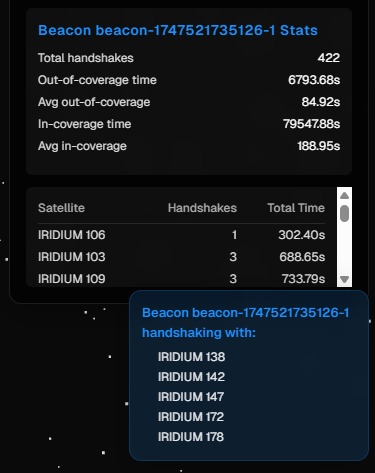 Beacon beacon-1747521735126-1 Stats
Total handshakes 422
Out-of-coverage time 6793.68s
Avg out-of-coverage 84.92s
In-coverage time 79547.88s
Avg in-coverage 188.95s
Satellite Handshakes Total Time
IRIDIUM 106 1 302.40s
IRIDIUM 103 3 688.65s
IRIDIUM 109 3 733.79s
Beacon beacon-1747521735126-1
handshaking with:
IRIDIUM 138
IRIDIUM 142
IRIDIUM 147
IRIDIUM 172
IRIDIUM 178